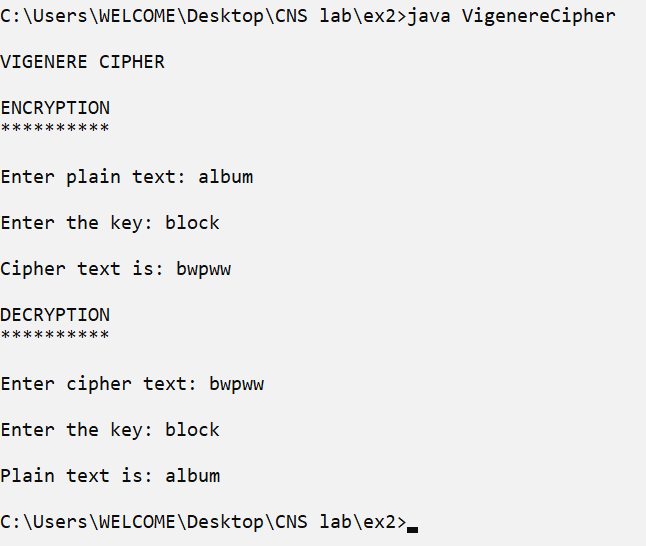 C:\Users\WELCOME\Desktop\CNS lab\ex2>java VigenereCipher
VIGENERE CIPHER
ENCRYPTION
**********
Enter plain text: album
Enter the key: block
Cipher text is: bwpww
DECRYPTION
**********
Enter cipher text: bwpww
Enter the key: block
Plain text is: album
C:\Users\WELCOME\Desktop\CNS lab\ex2>